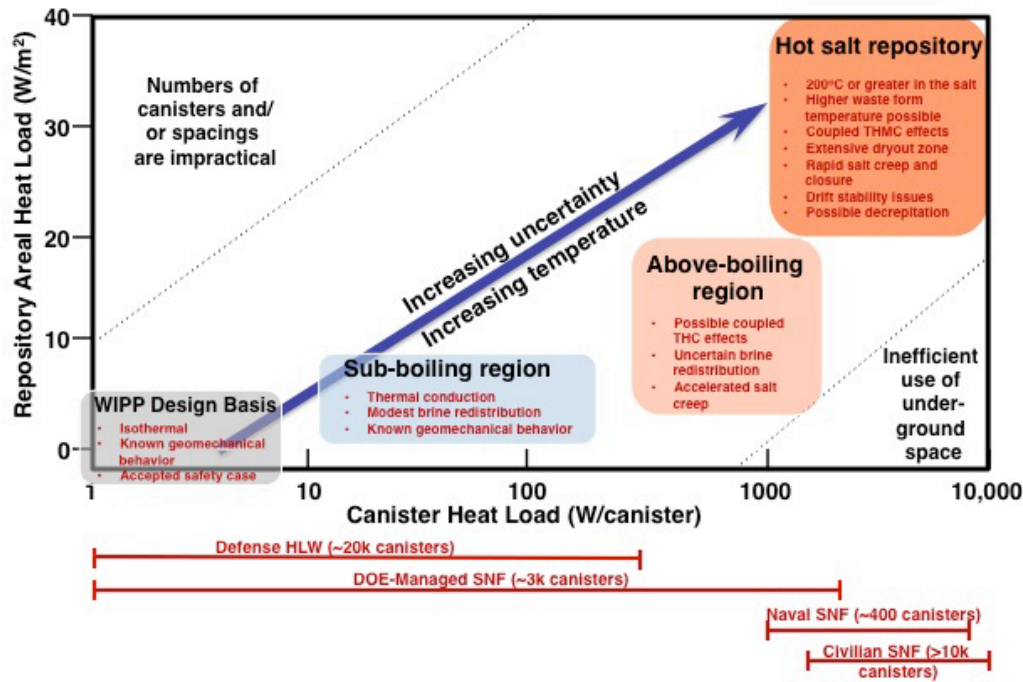 Repository Areal Heat Load (W/m²)
40
30
20
10
0
Numbers of
canisters and/
or spacings
are impractical
Increasing uncertainty
Increasing temperature
Hot salt repository
• 200°C or greater in the salt
• Higher waste form
temperature possible
• Coupled THMC effects
• Extensive dryout zone
• Rapid salt creep and
closure
• Drift stability issues
• Possible decrepitation
Above-boiling
region
• Possible coupled
THC effects
• Uncertain brine
redistribution
• Accelerated salt
creep
Inefficient
use of
under-
ground
space
Sub-boiling region
• Thermal conduction
• Modest brine redistribution
• Known geomechanical behavior
WIPP Design Basis
• Isothermal
• Known geomechanical
behavior
• Accepted safety case
1
10
100
1000
10,000
Canister Heat Load (W/canister)
Defense HLW (~20k canisters)
DOE-Managed SNF (~3k canisters)
Naval SNF (~400 canisters)
Civilian SNF (>10k
canisters)